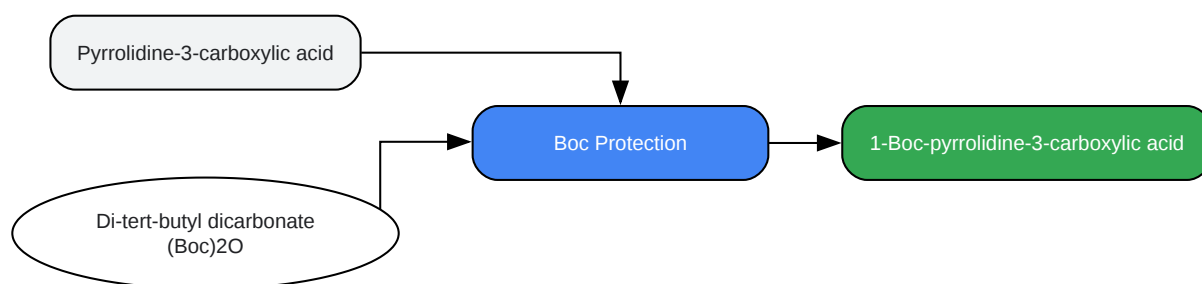 Pyrrolidine-3-carboxylic acid
Boc Protection
1-Boc-pyrrolidine-3-carboxylic acid
Di-tert-butyl dicarbonate
(Boc)2O